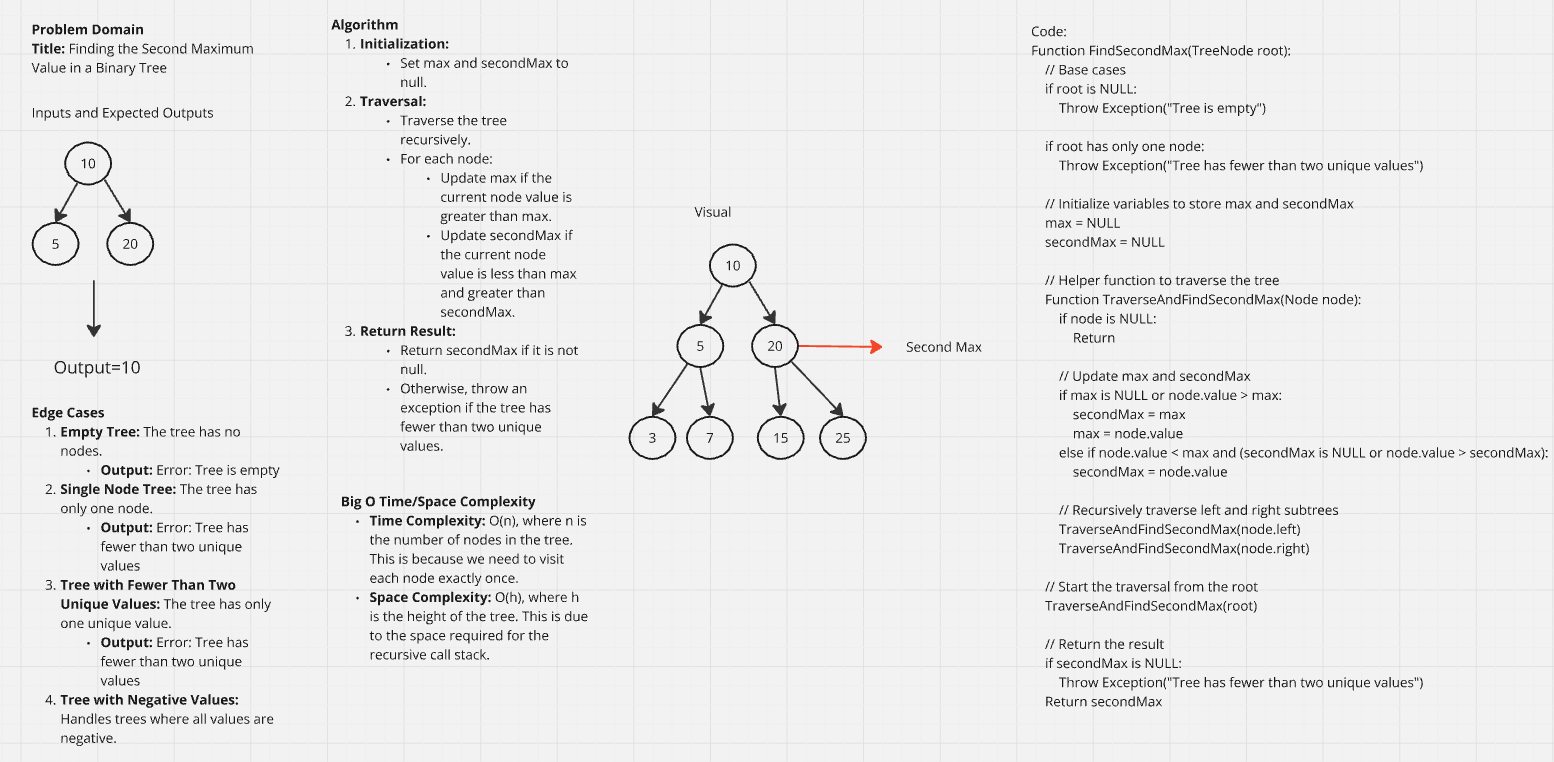 Problem Domain
Title: Finding the Second Maximum
Value in a Binary Tree
Inputs and Expected Outputs
10
5
20
Output=10
Edge Cases
1. Empty Tree: The tree has no
nodes.
• Output: Error: Tree is empty
2. Single Node Tree: The tree has
only one node.
• Output: Error: Tree has
fewer than two unique
values
3. Tree with Fewer Than Two
Unique Values: The tree has only
one unique value.
• Output: Error: Tree has
fewer than two unique
values
4. Tree with Negative Values:
Handles trees where all values are
negative.
Algorithm
1. Initialization:
• Set max and secondMax to
null.
2. Traversal:
• Traverse the tree
recursively.
• For each node:
• Update max if the
current node value is
greater than max.
• Update secondMax if
the current node
value is less than max
and greater than
secondMax.
3. Return Result:
• Return secondMax if it is not
null.
• Otherwise, throw an
exception if the tree has
fewer than two unique
values.
Big O Time/Space Complexity
• Time Complexity: O(n), where n is
the number of nodes in the tree.
This is because we need to visit
each node exactly once.
• Space Complexity: O(h), where h
is the height of the tree. This is due
to the space required for the
recursive call stack.
Visual
10
5
20
Second Max
3
7
15
25
Code:
Function FindSecondMax(TreeNode root):
// Base cases
if root is NULL:
Throw Exception("Tree is empty")
if root has only one node:
Throw Exception("Tree has fewer than two unique values")
// Initialize variables to store max and secondMax
max = NULL
secondMax = NULL
// Helper function to traverse the tree
Function TraverseAndFindSecondMax(Node node):
if node is NULL:
Return
// Update max and secondMax
if max is NULL or node.value > max:
secondMax = max
max = node.value
else if node.value < max and (secondMax is NULL or node.value > secondMax):
secondMax = node.value
// Recursively traverse left and right subtrees
TraverseAndFindSecondMax(node.left)
TraverseAndFindSecondMax(node.right)
// Start the traversal from the root
TraverseAndFindSecondMax(root)
// Return the result
if secondMax is NULL:
Throw Exception("Tree has fewer than two unique values")
Return secondMax